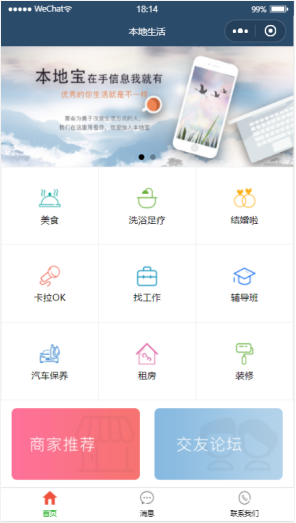 ●●●●● WeChat 18:14 99%
本地生活
本地宝在手信息我就有
优秀的你生活就是不一样
美食 洗浴足疗 结婚啦
卡拉OK 找工作 辅导班
汽车保养 租房 装修
商家推荐 交友论坛
首页 消息 联系我们